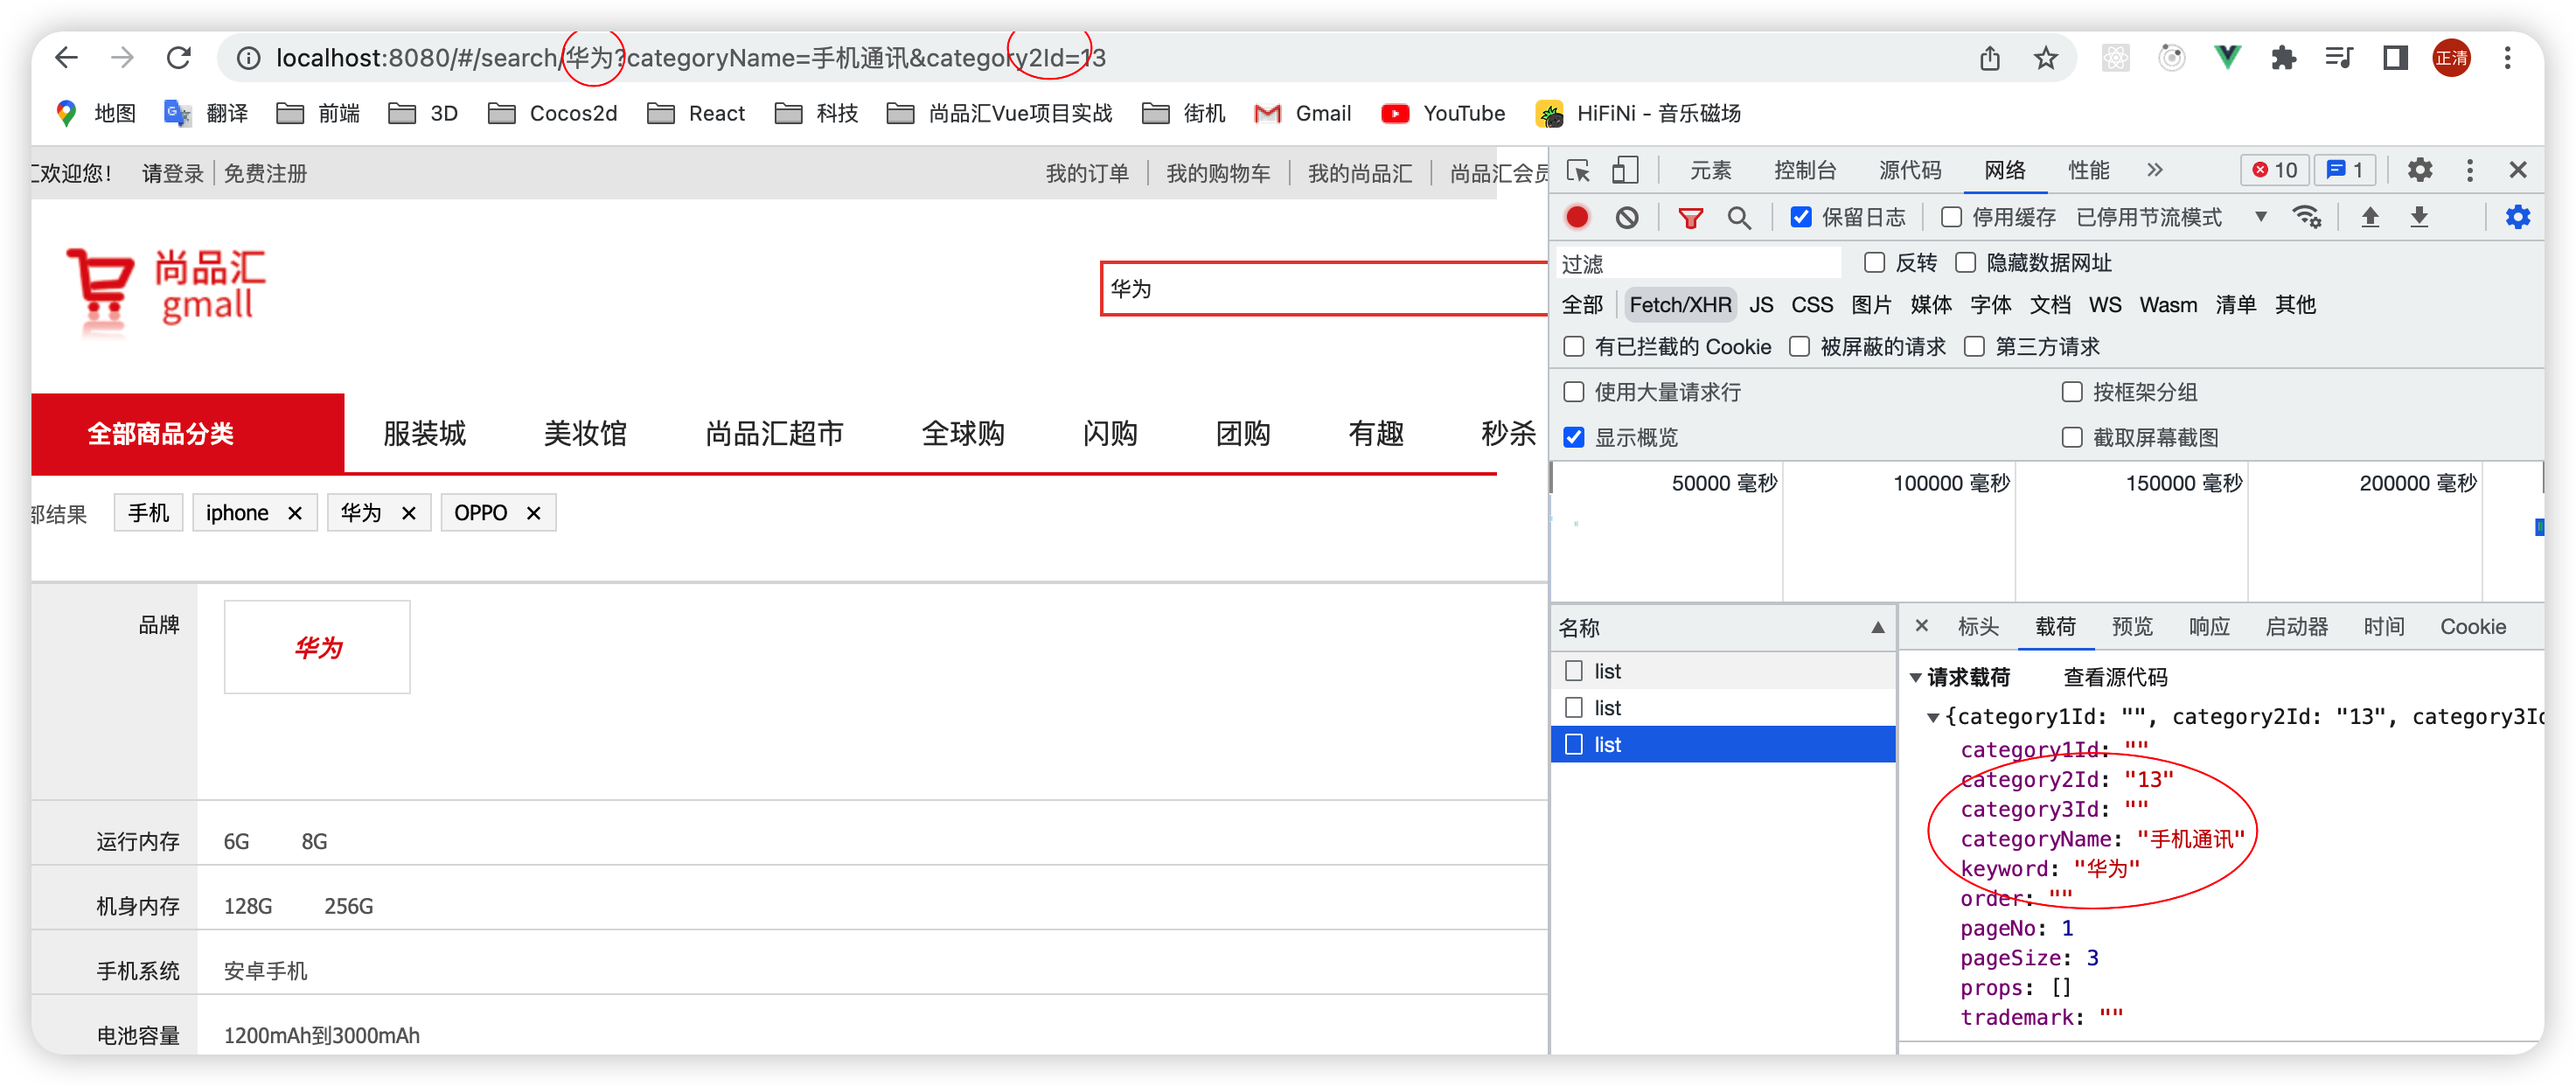 localhost:8080/#/search/华为?categoryName=手机通讯&category2Id=13
正清
地图 翻译 前端 3D Cocos2d React 科技 尚品汇Vue项目实战 街机 Gmail YouTube HiFiNi - 音乐磁场
汇欢迎您! 请登录 免费注册 我的订单 我的购物车 我的尚品汇 尚品汇会员
尚品汇
gmall
华为
全部商品分类 服装城 美妆馆 尚品汇超市 全球购 闪购 团购 有趣 秒杀
部结果 手机 iphone × 华为 × OPPO ×
品牌 华为
运行内存 6G 8G
机身内存 128G 256G
手机系统 安卓手机
电池容量 1200mAh到3000mAh
元素 控制台 源代码 网络 性能 » 10 1
保留日志 停用缓存 已停用节流模式
过滤 反转 隐藏数据网址
全部 Fetch/XHR JS CSS 图片 媒体 字体 文档 WS Wasm 清单 其他
有已拦截的 Cookie 被屏蔽的请求 第三方请求
使用大量请求行 按框架分组
显示概览 截取屏幕截图
50000 毫秒 100000 毫秒 150000 毫秒 200000 毫秒
名称
list
list
list
标头 载荷 预览 响应 启动器 时间 Cookie
请求载荷 查看源代码
{category1Id: "", category2Id: "13", category3Id
category1Id: ""
category2Id: "13"
category3Id: ""
categoryName: "手机通讯"
keyword: "华为"
order: ""
pageNo: 1
pageSize: 3
props: []
trademark: ""